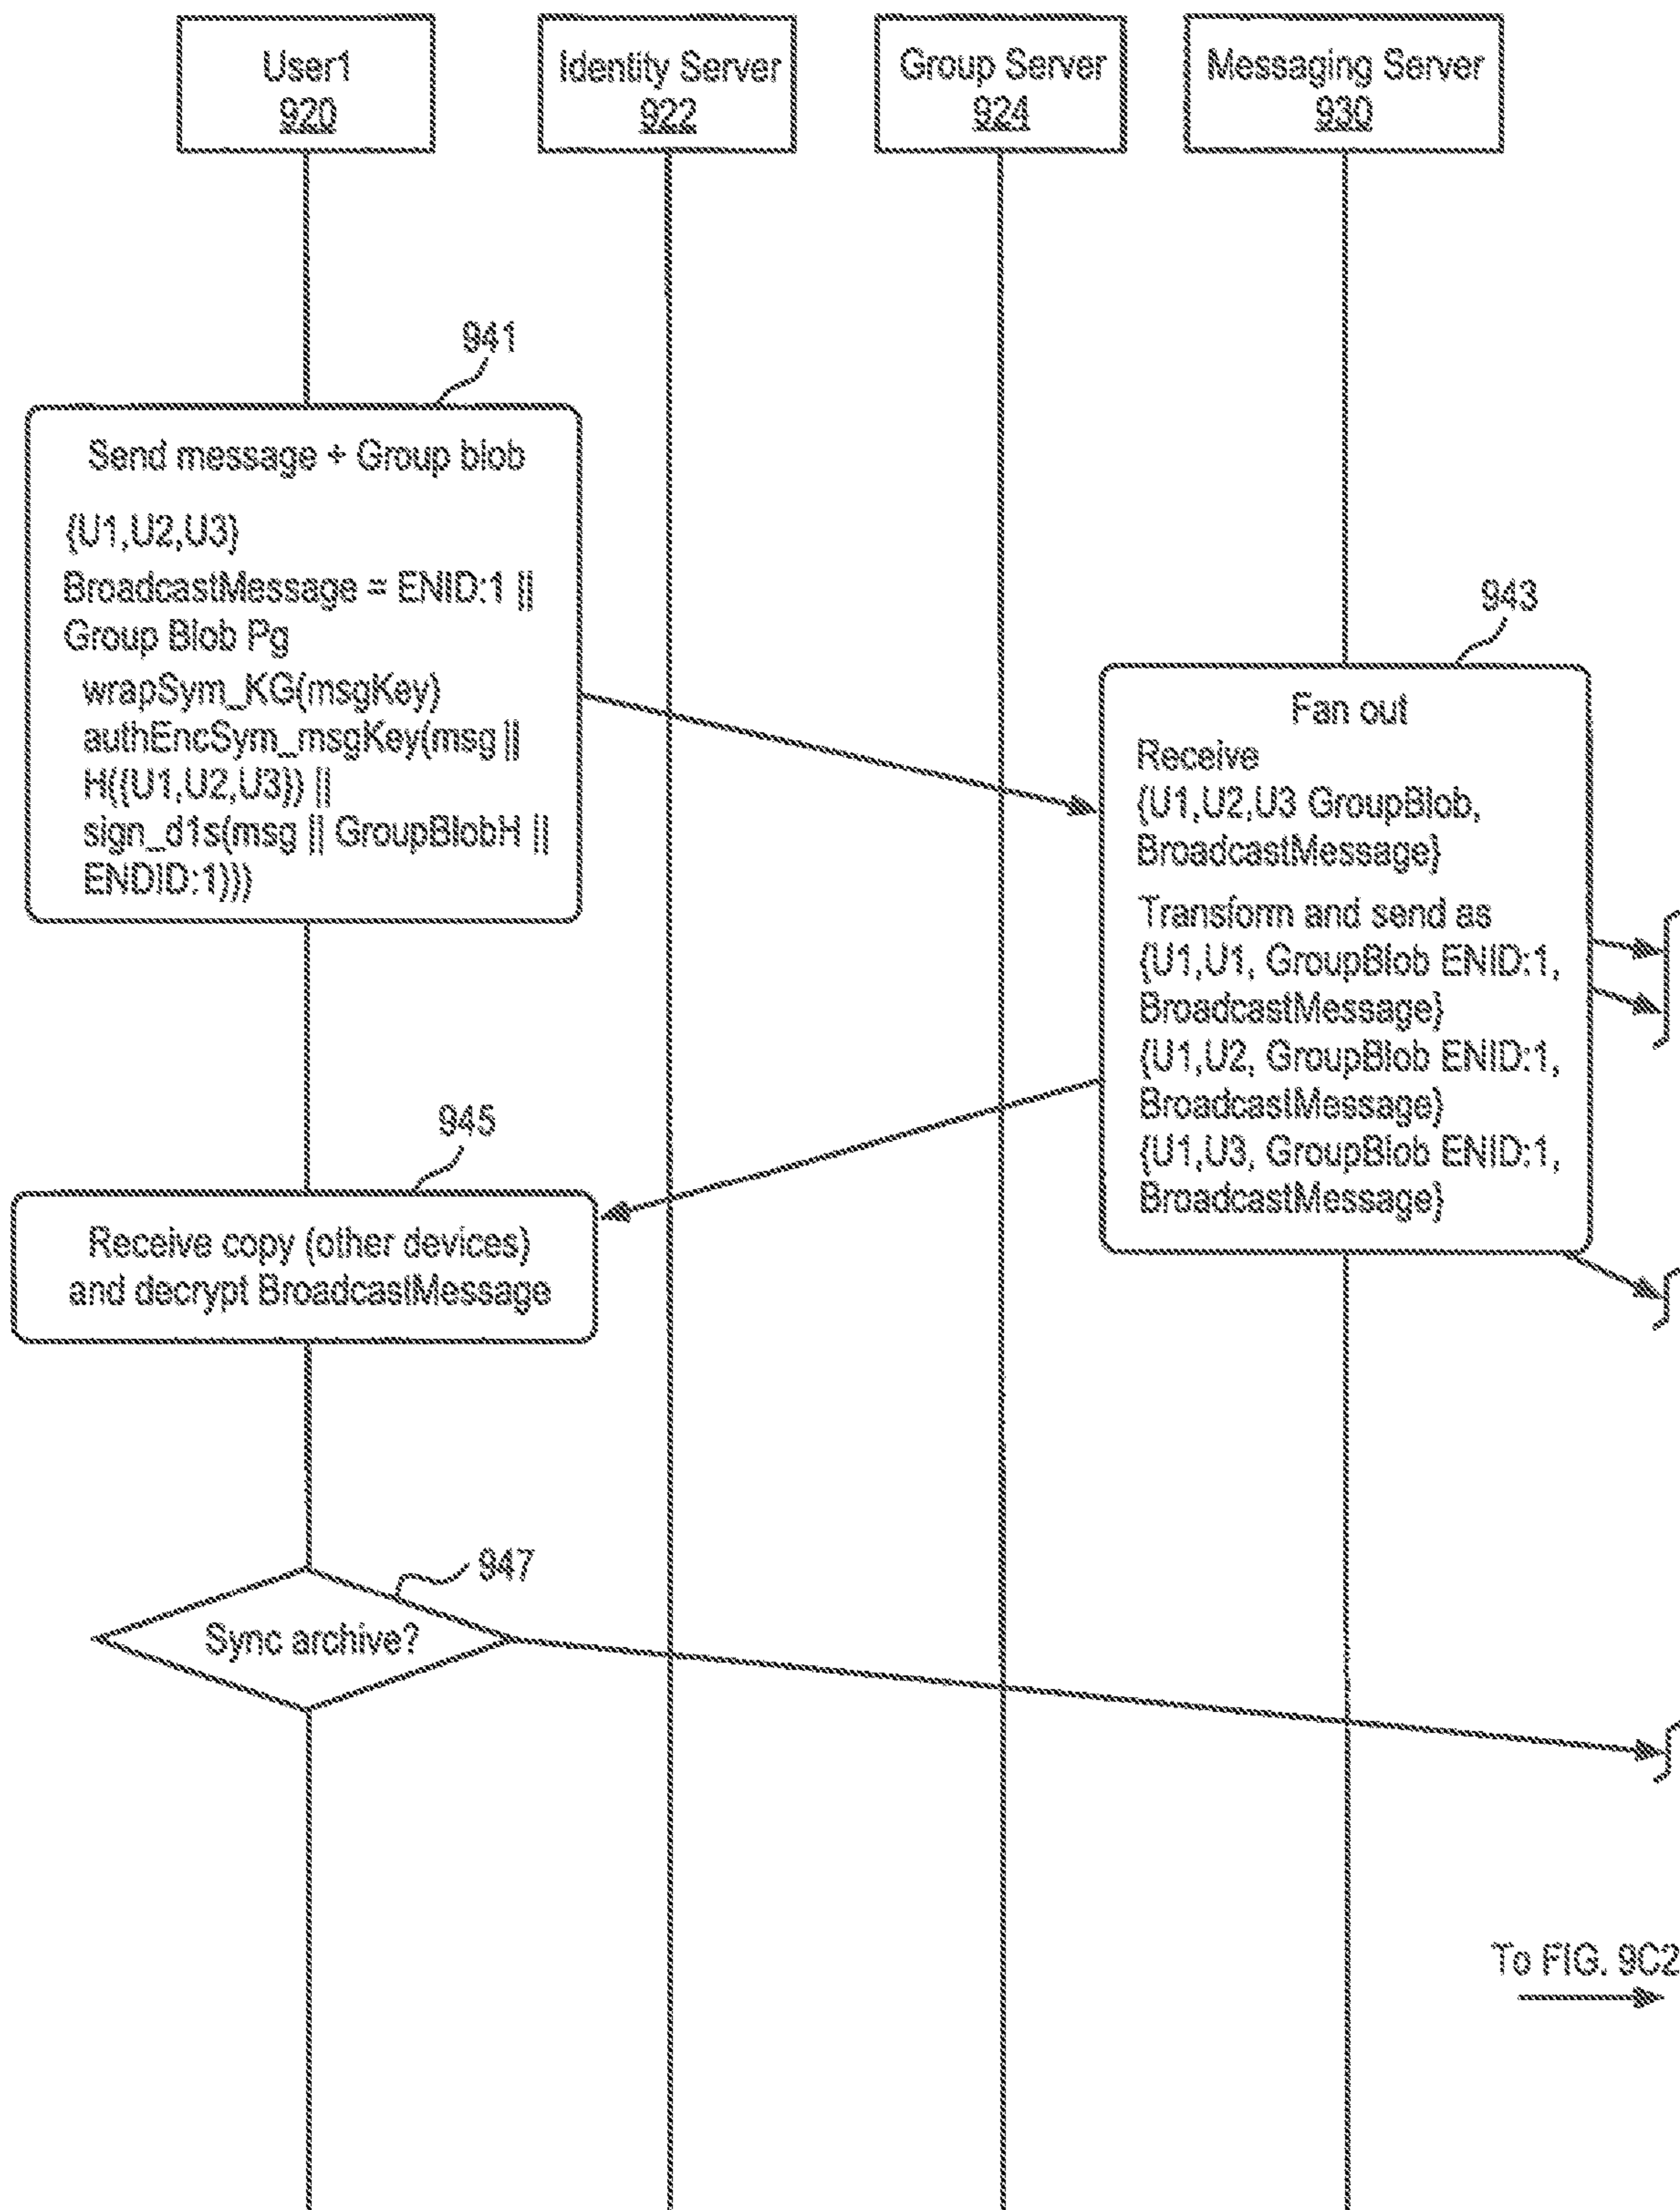 User1
920
Identity Server
922
Group Server
924
Messaging Server
930
941
Send message + Group blob
{U1,U2,U3}
BroadcastMessage = ENID:1 ||
Group Blob Pg
wrapSym_KG(msgKey)
authEncSym_msgKey(msg ||
H({U1,U2,U3}) ||
sign_d1s(msg || GroupBlobH ||
ENDID:1)))
943
Fan out
Receive
{U1,U2,U3 GroupBlob,
BroadcastMessage}
Transform and send as
{U1,U1, GroupBlob ENID:1,
BroadcastMessage}
{U1,U2, GroupBlob ENID:1,
BroadcastMessage}
{U1,U3, GroupBlob ENID:1,
BroadcastMessage}
945
Receive copy (other devices)
and decrypt BroadcastMessage
947
Sync archive?
To FIG. 9C2